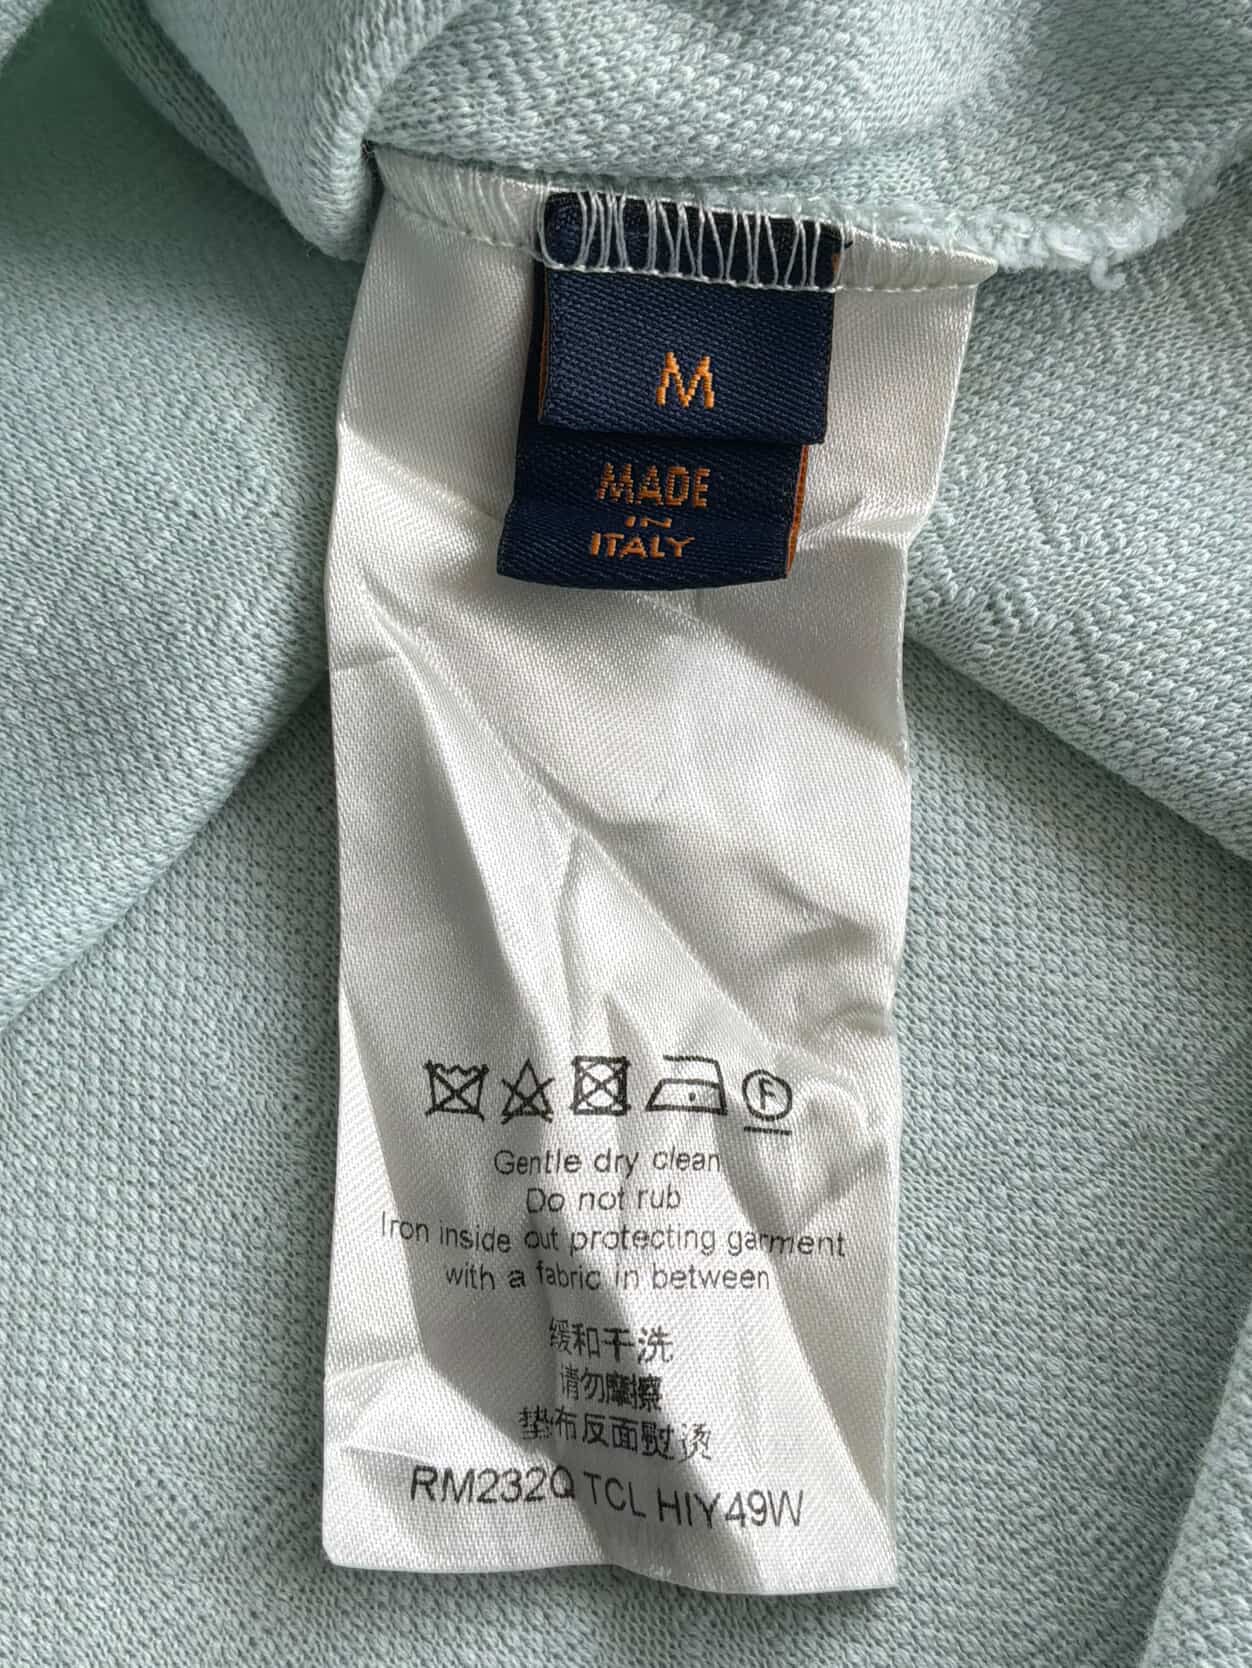 M
MADE
IN
ITALY
F
Gentle dry clean
Do not rub
Iron inside out protecting garment
with a fabric in between
缓和干洗
请勿摩擦
垫布反面熨烫
RM232Q TCL HIY49W